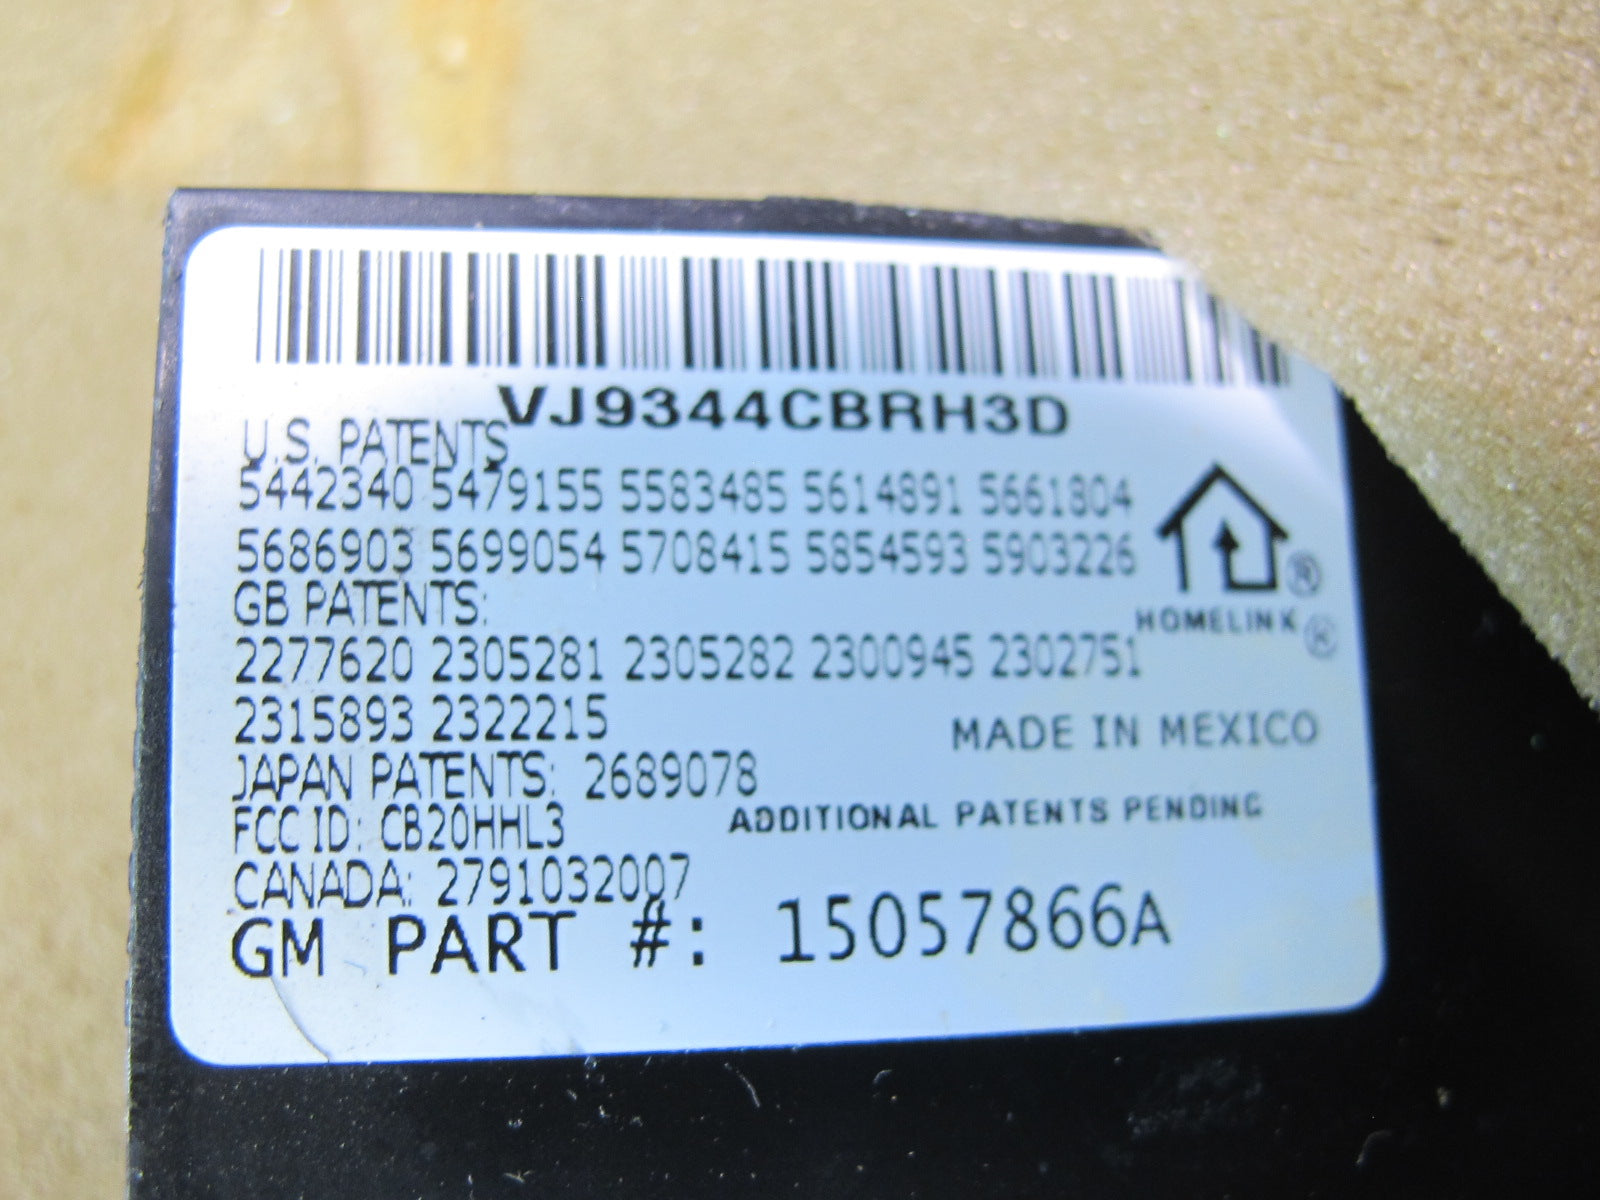 VJ9344CBRH3D
U.S. PATENTS
5442340 5479155 5583485 5614891 5661804
5686903 5699054 5708415 5854593 5903226
GB PATENTS:
2277620 2305281 2305282 2300945 2302751
2315893 2322215
HOMELINK®
MADE IN MEXICO
JAPAN PATENTS: 2689078
FCC ID: CB20HHL3
ADDITIONAL PATENTS PENDING
CANADA: 2791032007
GM PART #: 15057866A